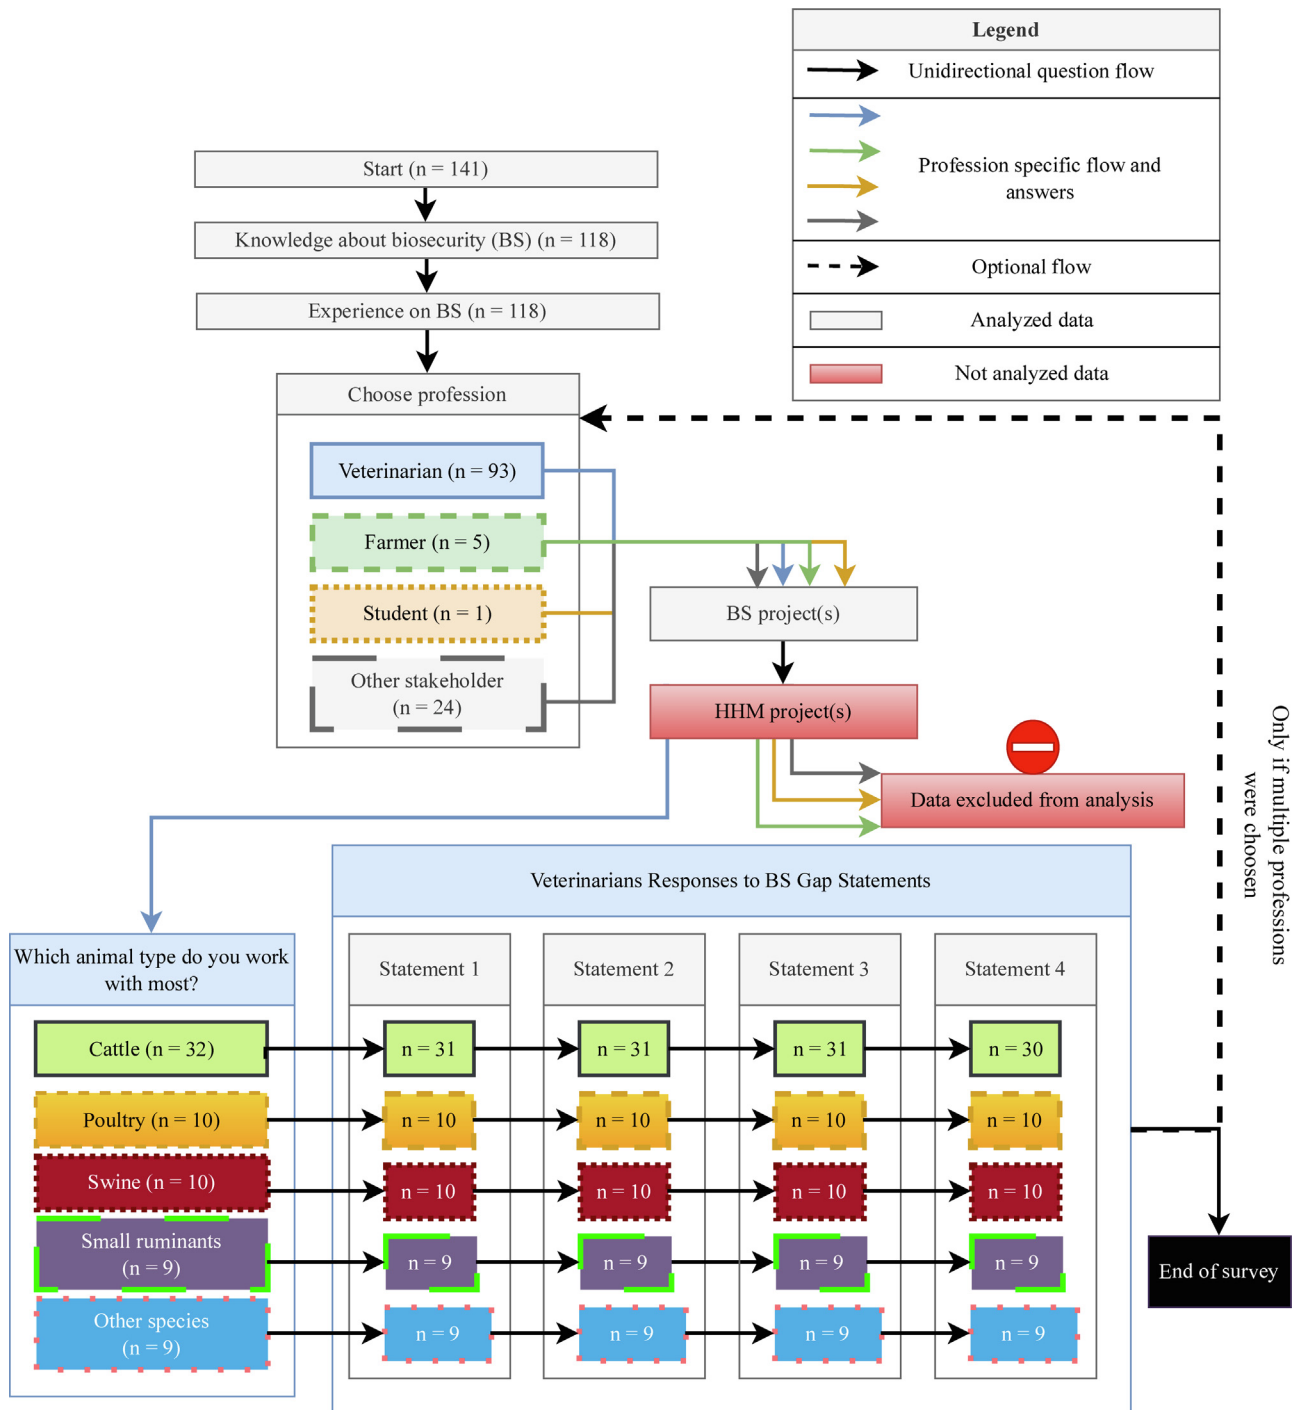 Legend
Unidirectional question flow
Profession specific flow and
answers
Optional flow
Analyzed data
Not analyzed data
Start (n = 141)
Knowledge about biosecurity (BS) (n = 118)
Experience on BS (n = 118)
Choose profession
Veterinarian (n = 93)
Farmer (n = 5)
Student (n = 1)
Other stakeholder
(n = 24)
BS project(s)
HHM project(s)
Data excluded from analysis
Only if multiple professions
were choosen
Veterinarians Responses to BS Gap Statements
Which animal type do you work
with most?
Statement 1
Statement 2
Statement 3
Statement 4
Cattle (n = 32)
n = 31
n = 31
n = 31
n = 30
Poultry (n = 10)
n = 10
n = 10
n = 10
n = 10
Swine (n = 10)
n = 10
n = 10
n = 10
n = 10
Small ruminants
(n = 9)
n = 9
n = 9
n = 9
n = 9
Other species
(n = 9)
n = 9
n = 9
n = 9
n = 9
End of survey